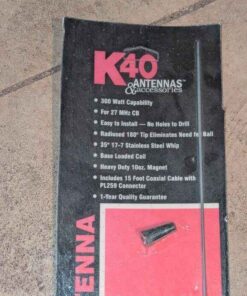 K40
ANTENNAS
& accessories
• 300 Watt Capability
• For 27 MHz CB
• Easy to Install — No Holes to Drill
• Radiused 180° Tip Eliminates Need for Ball
• 35" 17-7 Stainless Steel Whip
• Base Loaded Coil
• Heavy Duty 10oz. Magnet
• Includes 15 Foot Coaxial Cable with
PL259 Connector
• 1-Year Quality Guarantee
TENNA